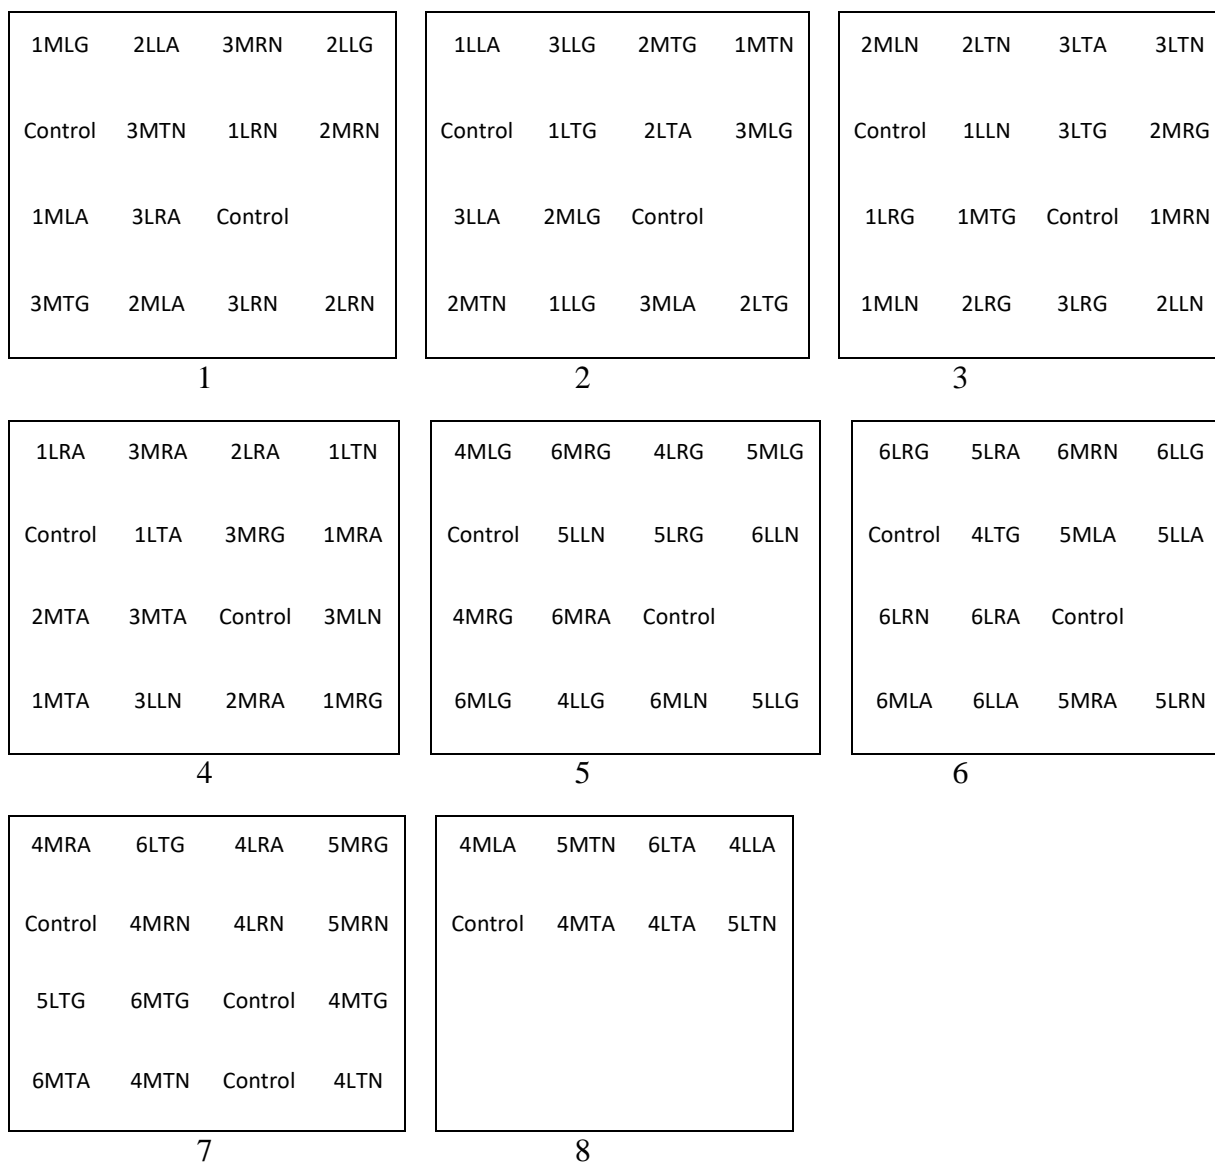 1MLG 2LLA 3MRN 2LLG
Control 3MTN 1LRN 2MRN
1MLA 3LRA Control
3MTG 2MLA 3LRN 2LRN
1
1LLA 3LLG 2MTG 1MTN
Control 1LTG 2LTA 3MLG
3LLA 2MLG Control
2MTN 1LLG 3MLA 2LTG
2
2MLN 2LTN 3LTA 3LTN
Control 1LLN 3LTG 2MRG
1LRG 1MTG Control 1MRN
1MLN 2LRG 3LRG 2LLN
3
1LRA 3MRA 2LRA 1LTN
Control 1LTA 3MRG 1MRA
2MTA 3MTA Control 3MLN
1MTA 3LLN 2MRA 1MRG
4
4MLG 6MRG 4LRG 5MLG
Control 5LLN 5LRG 6LLN
4MRG 6MRA Control
6MLG 4LLG 6MLN 5LLG
5
6LRG 5LRA 6MRN 6LLG
Control 4LTG 5MLA 5LLA
6LRN 6LRA Control
6MLA 6LLA 5MRA 5LRN
6
4MRA 6LTG 4LRA 5MRG
Control 4MRN 4LRN 5MRN
5LTG 6MTG Control 4MTG
6MTA 4MTN Control 4LTN
7
4MLA 5MTN 6LTA 4LLA
Control 4MTA 4LTA 5LTN
8